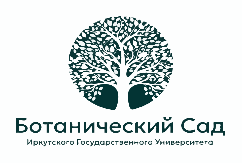 Ботанический Сад
Иркутского Государственного Университета